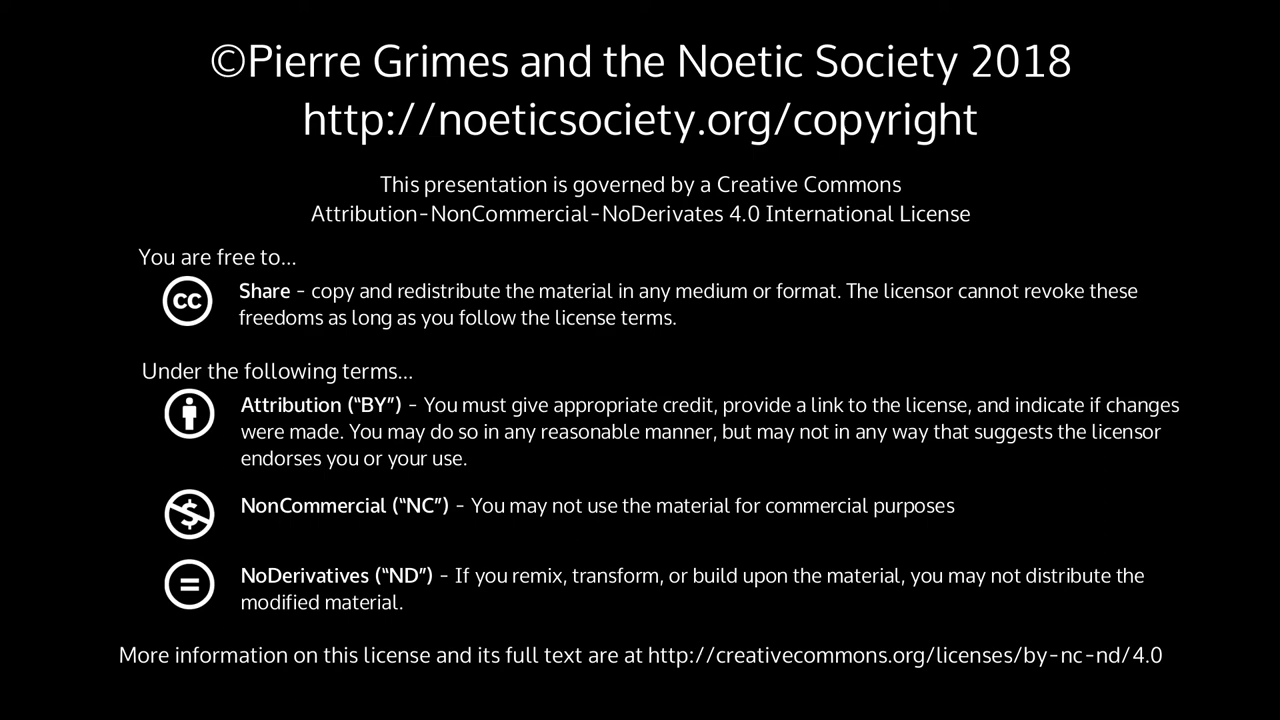 ©Pierre Grimes and the Noetic Society 2018
http://noeticsociety.org/copyright
This presentation is governed by a Creative Commons
Attribution-NonCommercial-NoDerivates 4.0 International License
You are free to...
cc
Share - copy and redistribute the material in any medium or format. The licensor cannot revoke these
freedoms as long as you follow the license terms.
Under the following terms...
Attribution (“BY”) - You must give appropriate credit, provide a link to the license, and indicate if changes
were made. You may do so in any reasonable manner, but may not in any way that suggests the licensor
endorses you or your use.
NonCommercial (“NC”) - You may not use the material for commercial purposes
NoDerivatives (“ND”) - If you remix, transform, or build upon the material, you may not distribute the
modified material.
More information on this license and its full text are at http://creativecommons.org/licenses/by-nc-nd/4.0